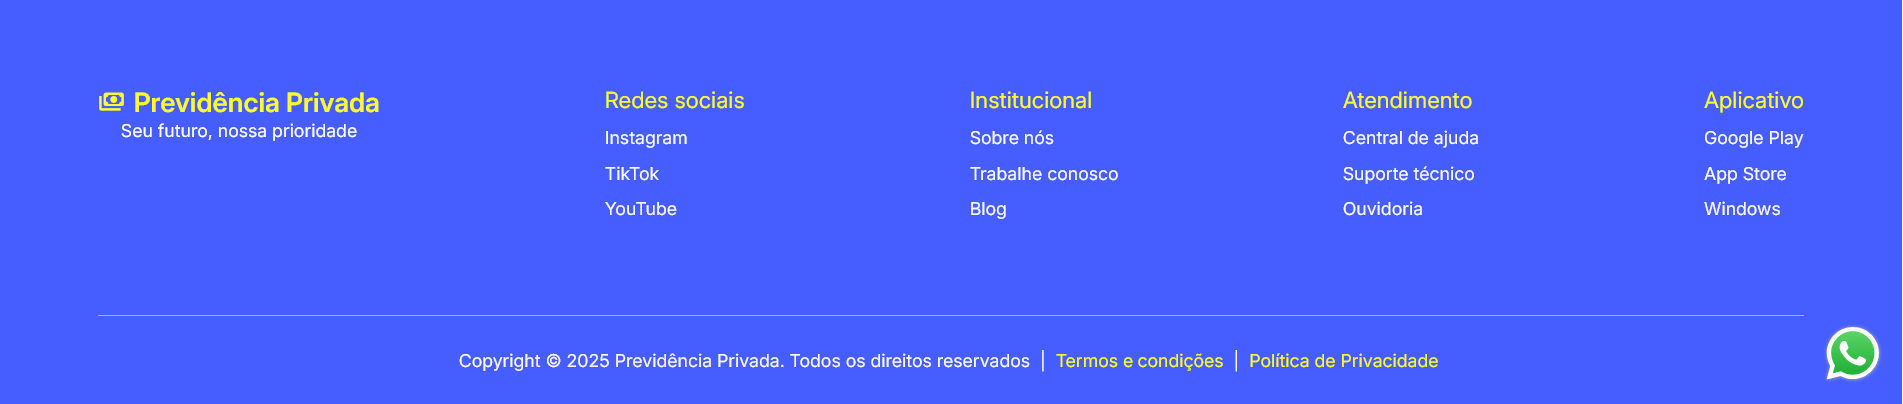 Previdência Privada
Seu futuro, nossa prioridade
Redes sociais
Instagram
TikTok
YouTube
Institucional
Sobre nós
Trabalhe conosco
Blog
Atendimento
Central de ajuda
Suporte técnico
Ouvidoria
Aplicativo
Google Play
App Store
Windows
Copyright © 2025 Previdência Privada. Todos os direitos reservados | Termos e condições | Política de Privacidade